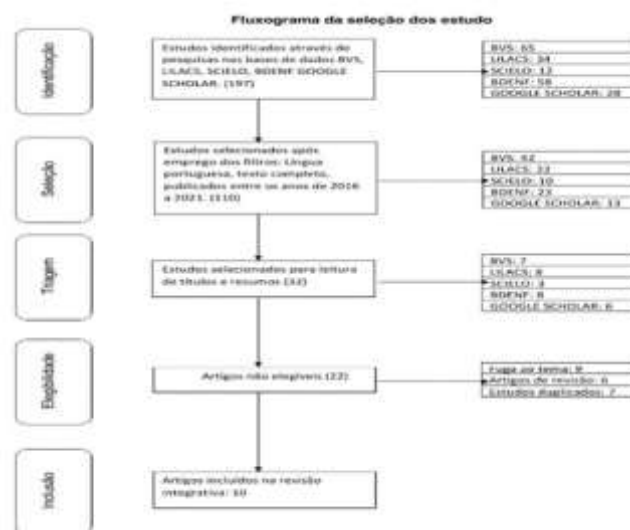 Fluxograma da seleção dos estudo
Identificação
Estudos identificados através de
pesquisas nas bases de dados BVS,
LILACS, SCIELO, BDENF GOOGLE
SCHOLAR. (197)
BVS: 65
LILACS: 34
SCIELO: 12
BDENF: 58
GOOGLE SCHOLAR: 28
Seleção
Estudos selecionados após
emprego dos filtros: Língua
portuguesa, texto completo,
publicados entre os anos de 2016
a 2021. (110)
BVS: 42
LILACS: 22
SCIELO: 10
BDENF: 23
GOOGLE SCHOLAR: 13
Triagem
Estudos selecionados para leitura
de títulos e resumos (32)
BVS: 7
LILACS: 8
SCIELO: 3
BDENF: 8
GOOGLE SCHOLAR: 6
Elegibilidade
Artigos não elegíveis (22)
Fuga ao tema: 9
Artigos de revisão: 6
Estudos duplicados: 7
Inclusão
Artigos incluídos na revisão
integrativa: 10